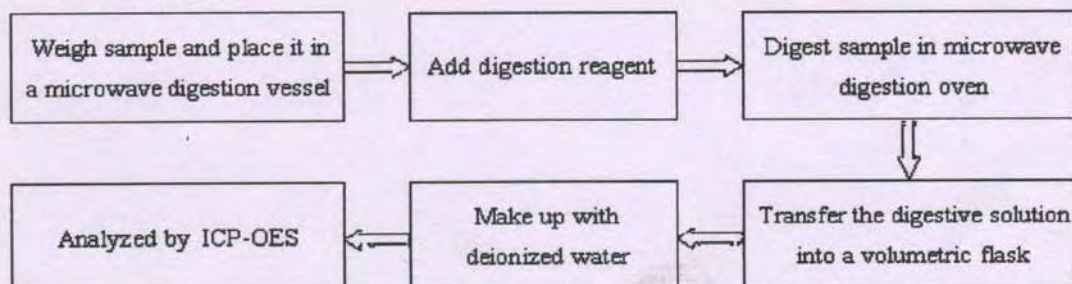 Weigh sample and place it in
a microwave digestion vessel
Add digestion reagent
Digest sample in microwave
digestion oven
Transfer the digestive solution
into a volumetric flask
Make up with
deionized water
Analyzed by ICP-OES